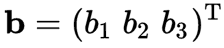 b = (b₁ b₂ b₃)ᵀ